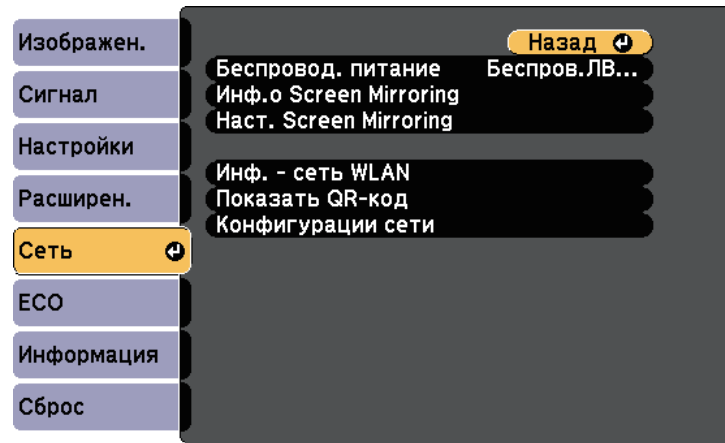 Изображен.
Сигнал
Настройки
Расширен.
Сеть
ECO
Информация
Сброс
Назад
Беспровод. питание Беспров.ЛВ...
Инф.о Screen Mirroring
Наст. Screen Mirroring
Инф. - сеть WLAN
Показать QR-код
Конфигурации сети